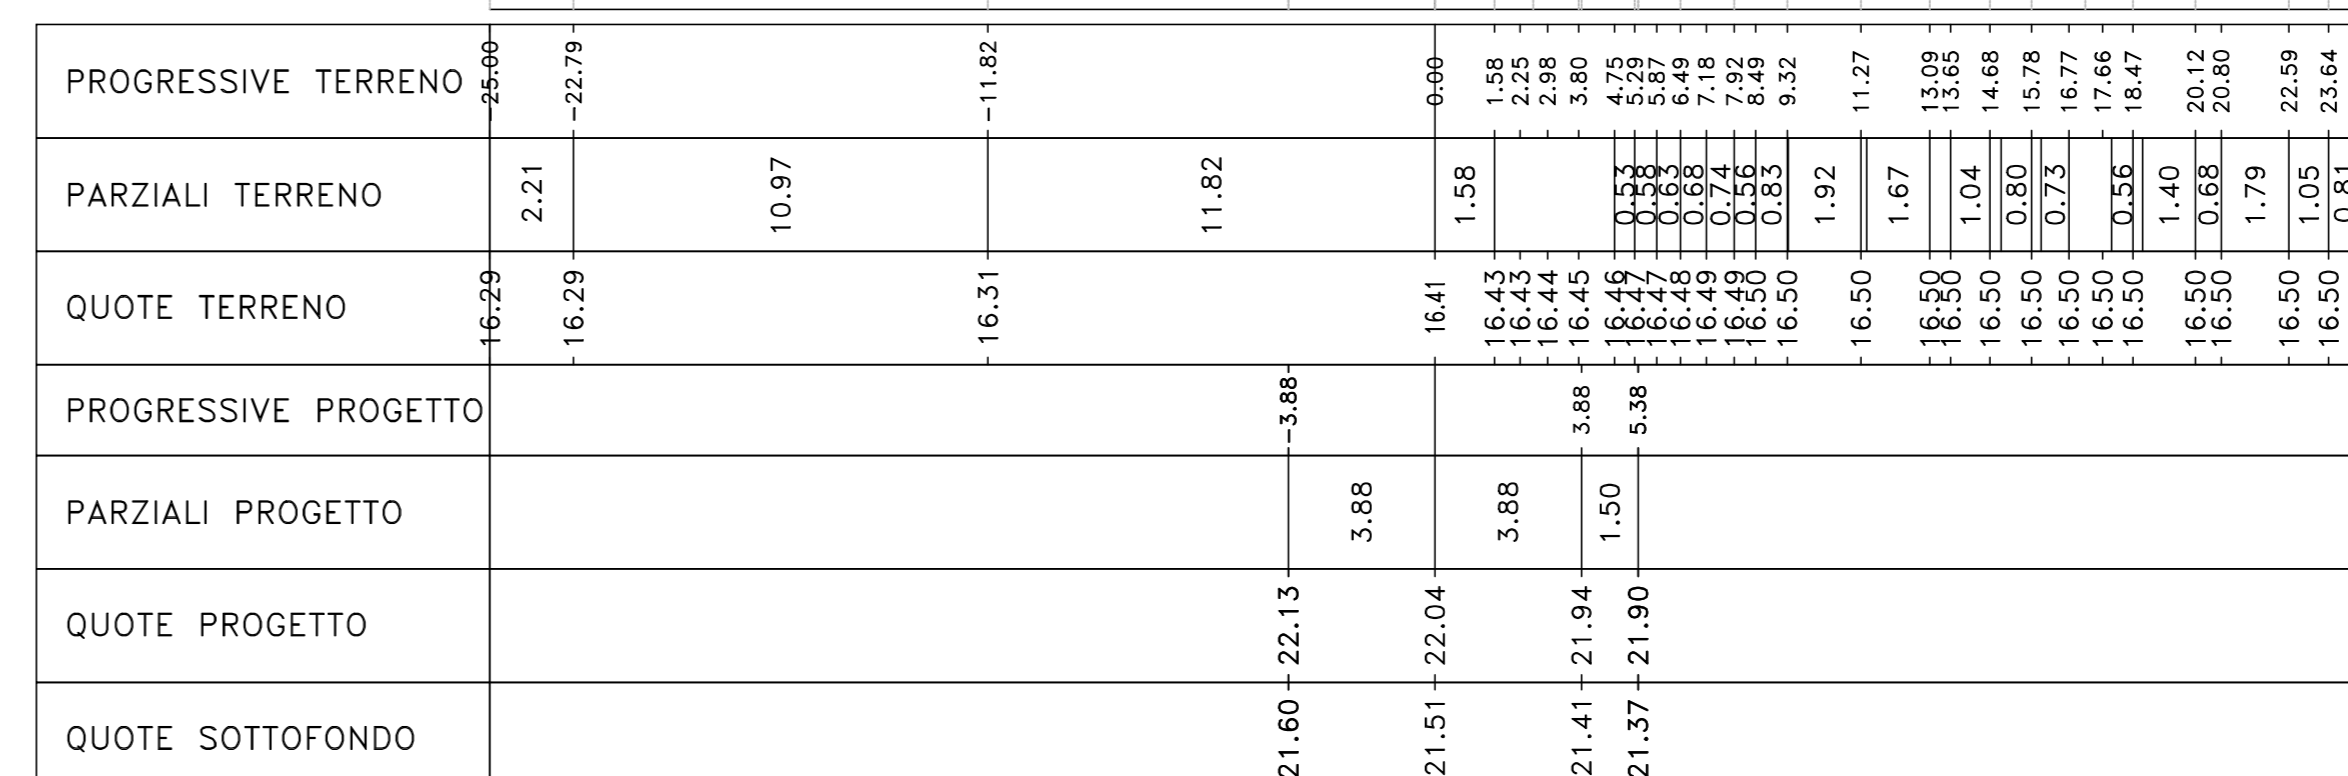 PROGRESSIVE TERRENO -25.00 -22.79 -11.82 0.00 1.58 2.25 2.98 3.80 4.75 5.29 5.87 6.49 7.18 7.92 8.49 9.32 11.27 13.09 13.65 14.68 15.78 16.77 17.66 18.47 20.12 20.80 22.59 23.64
PARZIALI TERRENO 2.21 10.97 11.82 1.58 0.53 0.58 0.63 0.68 0.74 0.56 0.83 1.92 1.67 1.04 0.80 0.73 0.56 1.40 0.68 1.79 1.05 0.81
QUOTE TERRENO 16.29 16.29 16.31 16.41 16.43 16.43 16.44 16.45 16.46 16.47 16.47 16.48 16.49 16.49 16.50 16.50 16.50 16.50 16.50 16.50 16.50 16.50 16.50 16.50 16.50 16.50 16.50 16.50
PROGRESSIVE PROGETTO -3.88 3.88 5.38
PARZIALI PROGETTO 3.88 3.88 1.50
QUOTE PROGETTO 22.13 22.04 21.94 21.90
QUOTE SOTTOFONDO 21.60 21.51 21.41 21.37